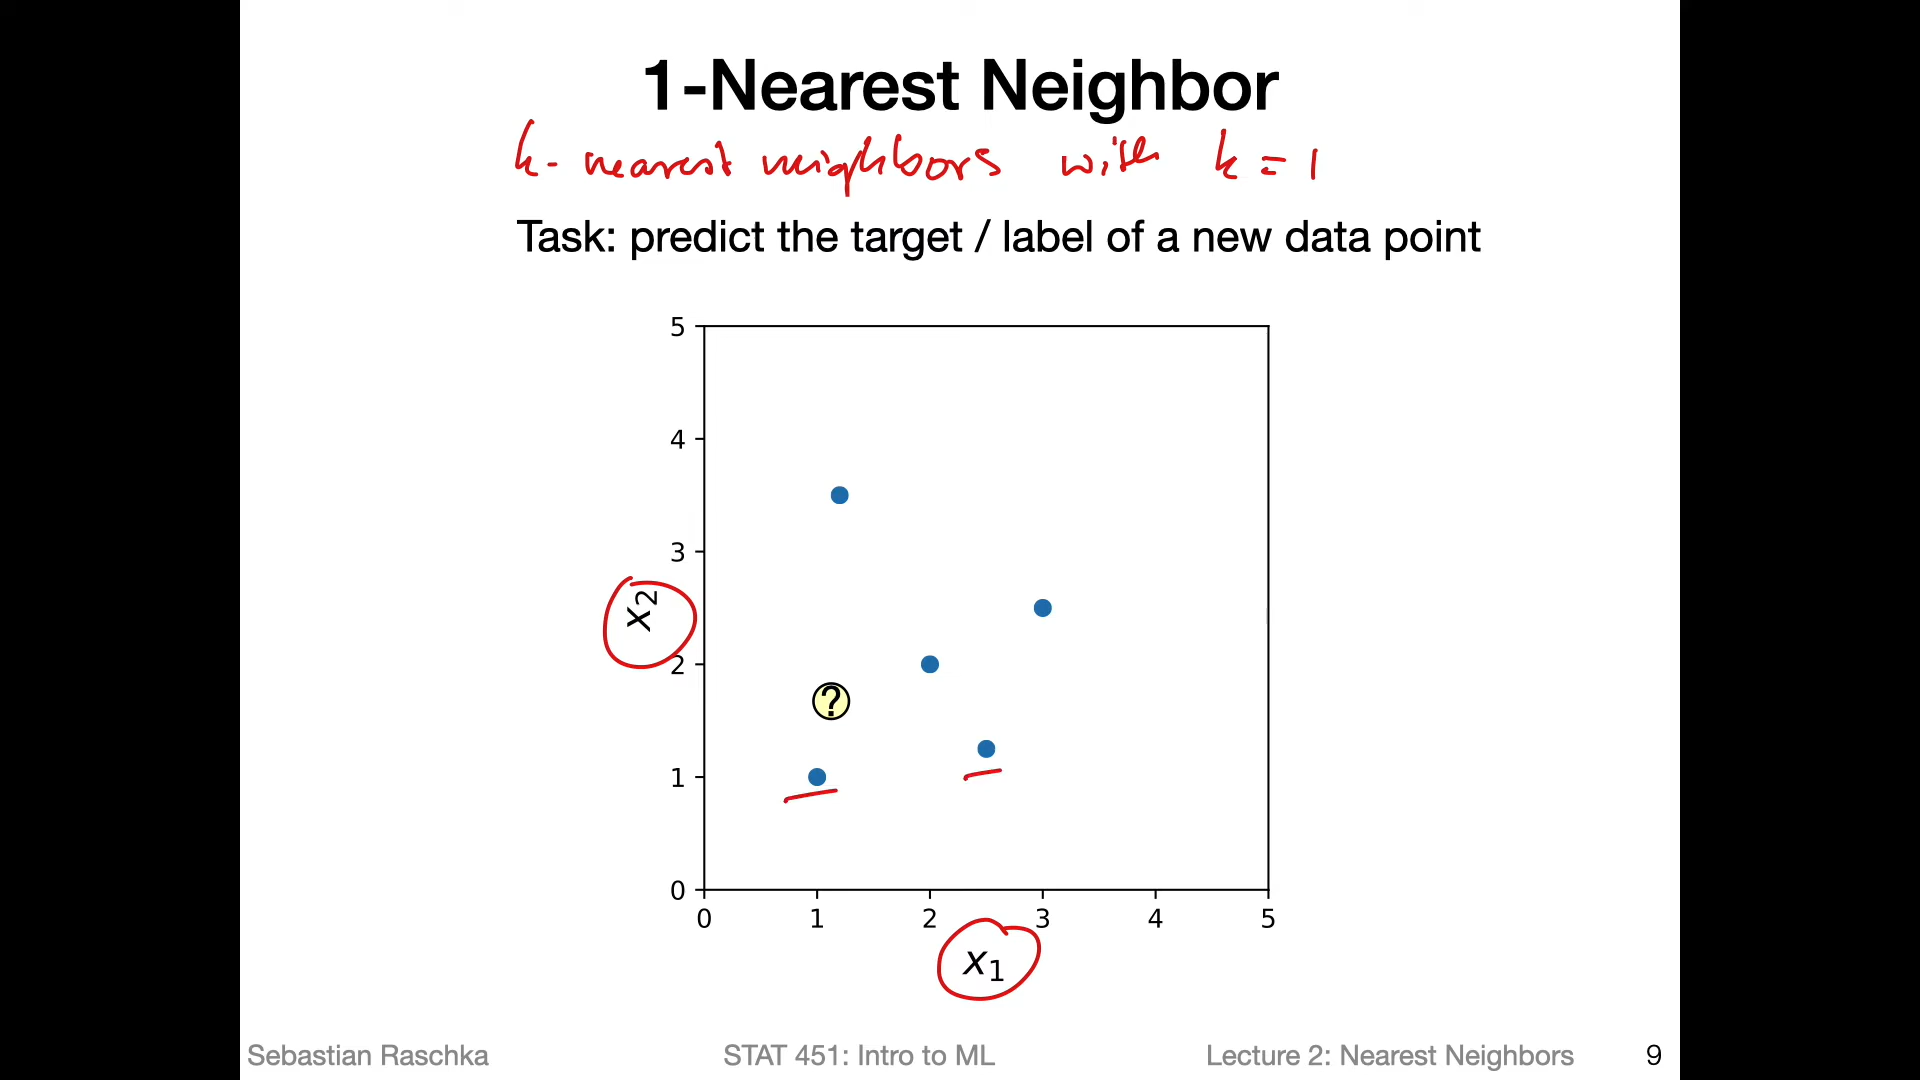 1-Nearest Neighbor
k-nearest neighbors with k = 1
Task: predict the target / label of a new data point
5
4
3
x2
2
?
1
0
0 1 2 3 4 5
x1
Sebastian Raschka STAT 451: Intro to ML Lecture 2: Nearest Neighbors 9